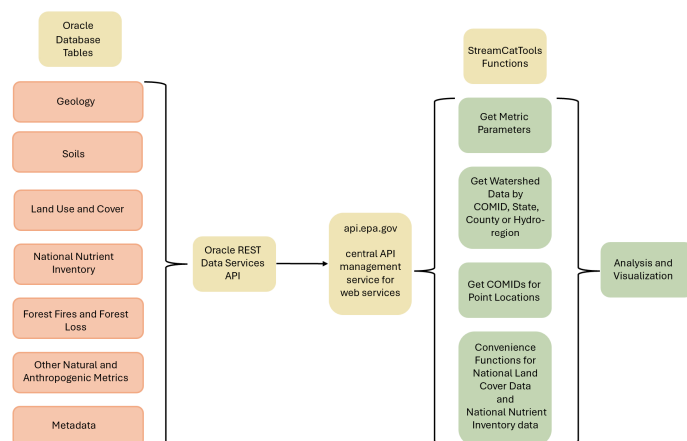 Oracle
Database
Tables
Geology
Soils
Land Use and Cover
National Nutrient
Inventory
Forest Fires and Forest
Loss
Other Natural and
Anthropogenic Metrics
Metadata
Oracle REST
Data Services
API
api.epa.gov
central API
management
service for
web services
StreamCatTools
Functions
Get Metric
Parameters
Get Watershed
Data by
COMID, State,
County or Hydro-
region
Get COMIDs for
Point Locations
Convenience
Functions for
National Land
Cover Data
and
National Nutrient
Inventory data
Analysis and
Visualization